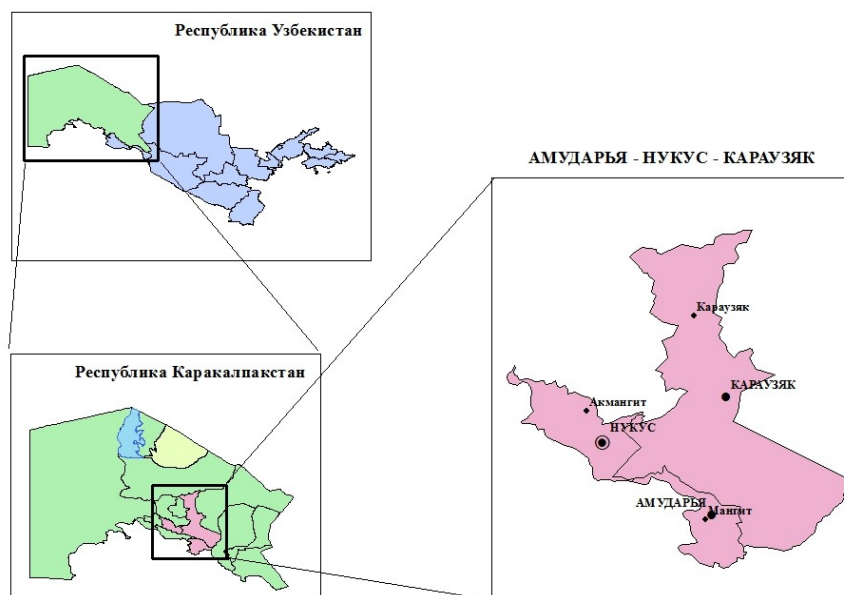 Республика Узбекистан
АМУДАРЬЯ - НУКУС - КАРАУЗЯК
Караузяк
КАРАУЗЯК
Акмангит
НУКУС
АМУДАРЬЯ
Мангит
Республика Каракалпакстан